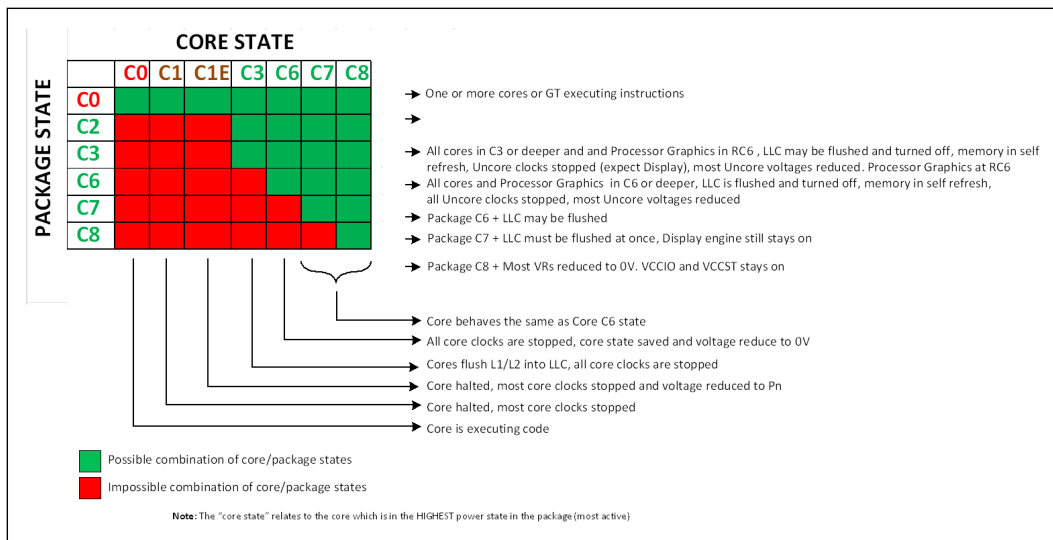 CORE STATE
PACKAGE STATE
C0 C1 C1E C3 C6 C7 C8
C0
C2
C3
C6
C7
C8
One or more cores or GT executing instructions
All cores in C3 or deeper and and Processor Graphics in RC6 , LLC may be flushed and turned off, memory in self
refresh, Uncore clocks stopped (expect Display), most Uncore voltages reduced. Processor Graphics at RC6
All cores and Processor Graphics in C6 or deeper, LLC is flushed and turned off, memory in self refresh,
all Uncore clocks stopped, most Uncore voltages reduced
Package C6 + LLC may be flushed
Package C7 + LLC must be flushed at once, Display engine still stays on
Package C8 + Most VRs reduced to 0V. VCCIO and VCCST stays on
Core behaves the same as Core C6 state
All core clocks are stopped, core state saved and voltage reduce to 0V
Cores flush L1/L2 into LLC, all core clocks are stopped
Core halted, most core clocks stopped and voltage reduced to Pn
Core halted, most core clocks stopped
Core is executing code
Possible combination of core/package states
Impossible combination of core/package states
Note: The “core state” relates to the core which is in the HIGHEST power state in the package (most active)